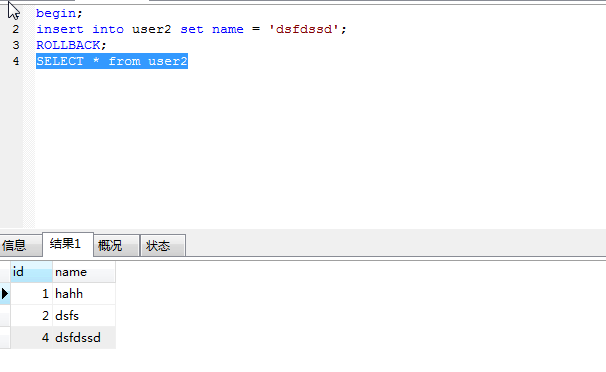 1 begin;
2 insert into user2 set name = 'dsfdssd';
3 ROLLBACK;
4 SELECT * from user2
信息 结果1 概况 状态
id name
1 hahh
2 dsfs
4 dsfdssd